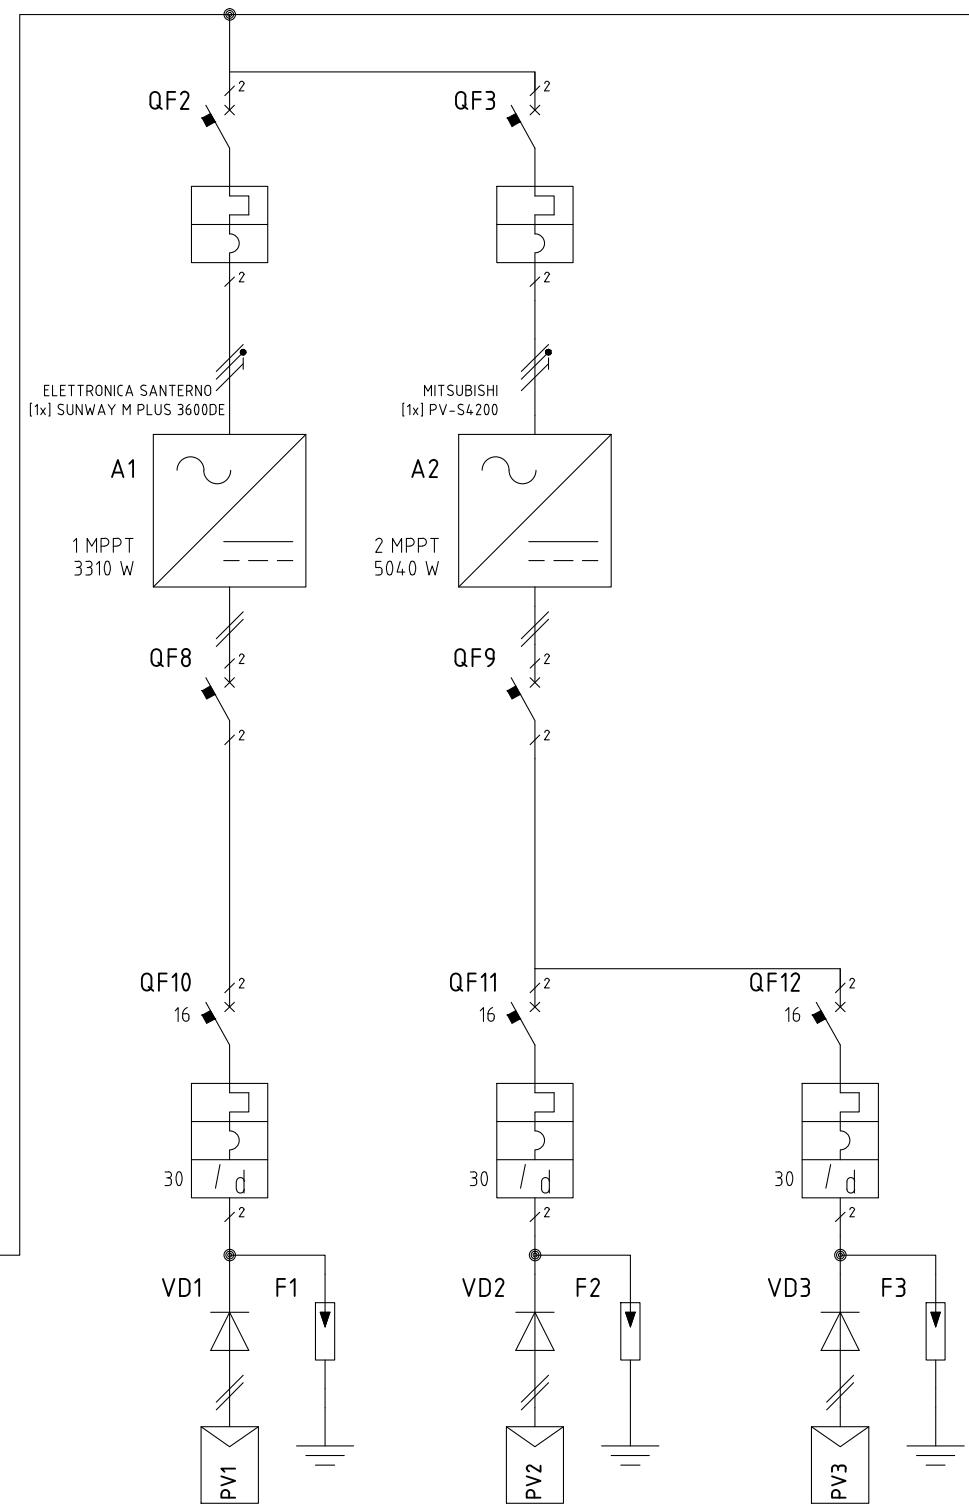 2
2
QF2
QF3
2
2
ELETTRONICA SANTERNO
[1x] SUNWAY M PLUS 3600DE
MITSUBISHI
[1x] PV-S4200
A1
A2
1 MPPT
3310 W
2 MPPT
5040 W
QF8
2
QF9
2
2
2
QF10
2
QF11
2
QF12
2
16
16
16
30
/ d
30
/ d
30
/ d
2
2
2
VD1
F1
VD2
F2
VD3
F3
PV1
PV2
PV3